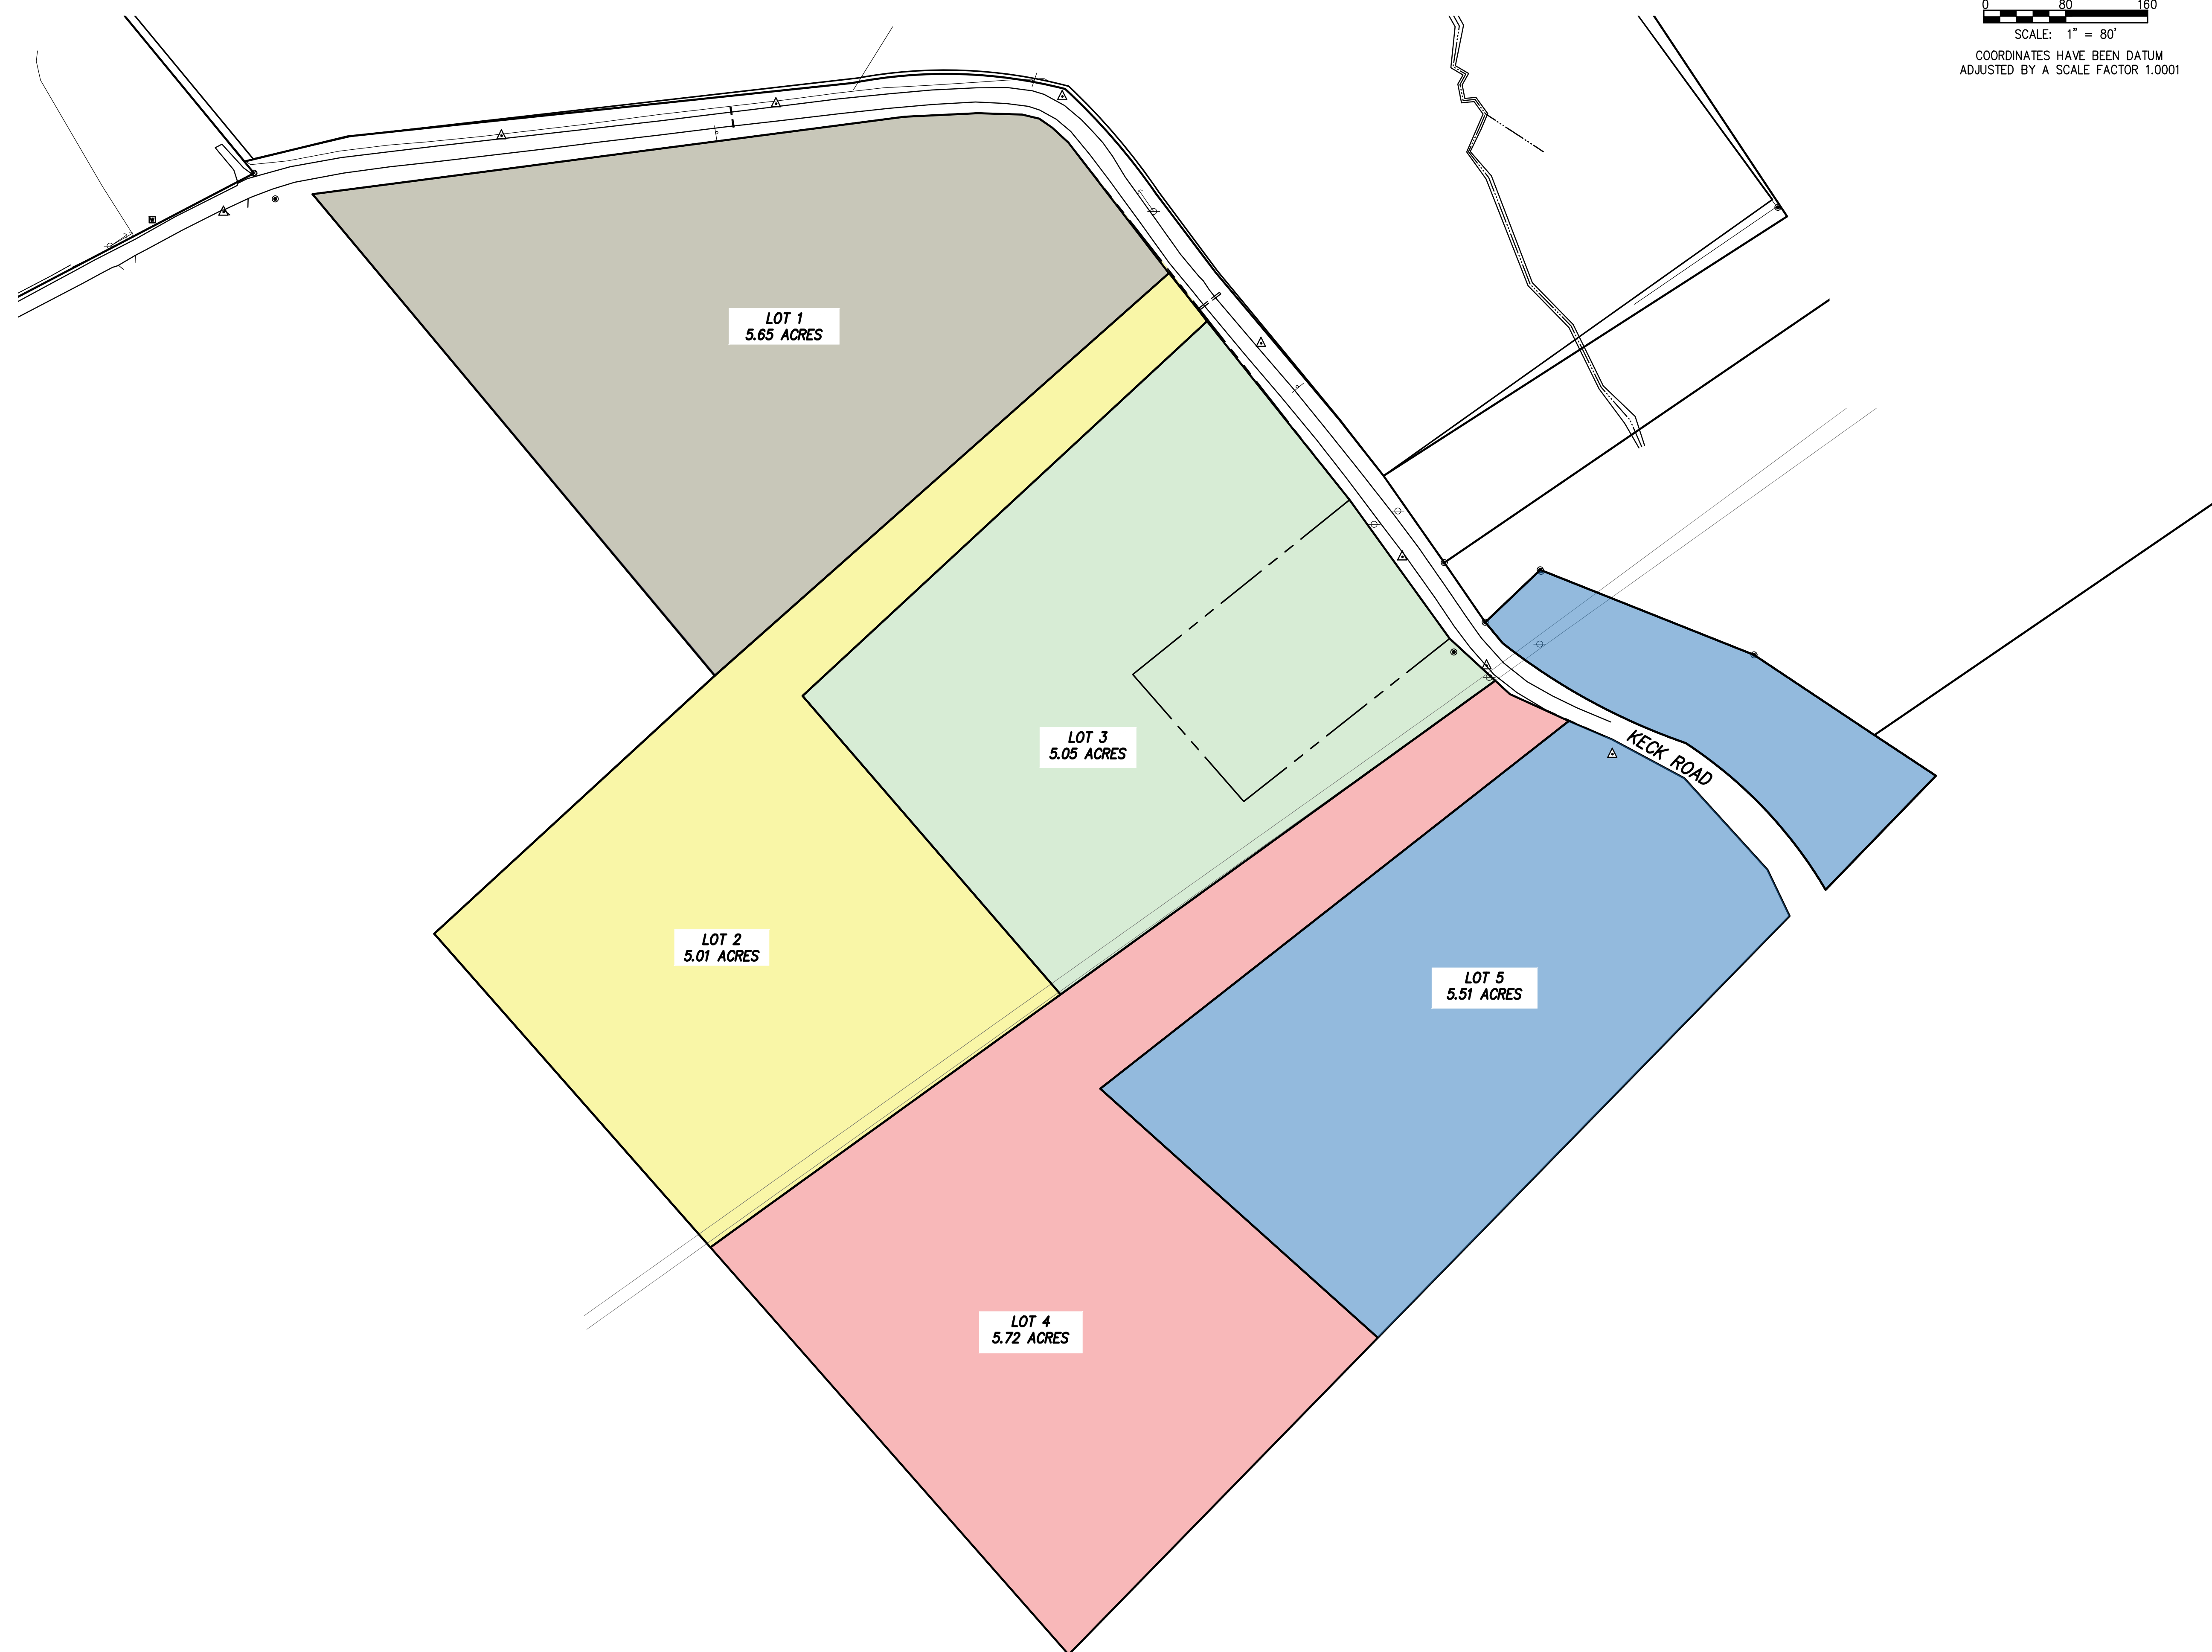 0 80 160
SCALE: 1" = 80'
COORDINATES HAVE BEEN DATUM
ADJUSTED BY A SCALE FACTOR 1.0001
LOT 1
5.65 ACRES
LOT 3
5.05 ACRES
KECK ROAD
LOT 2
5.01 ACRES
LOT 5
5.51 ACRES
LOT 4
5.72 ACRES